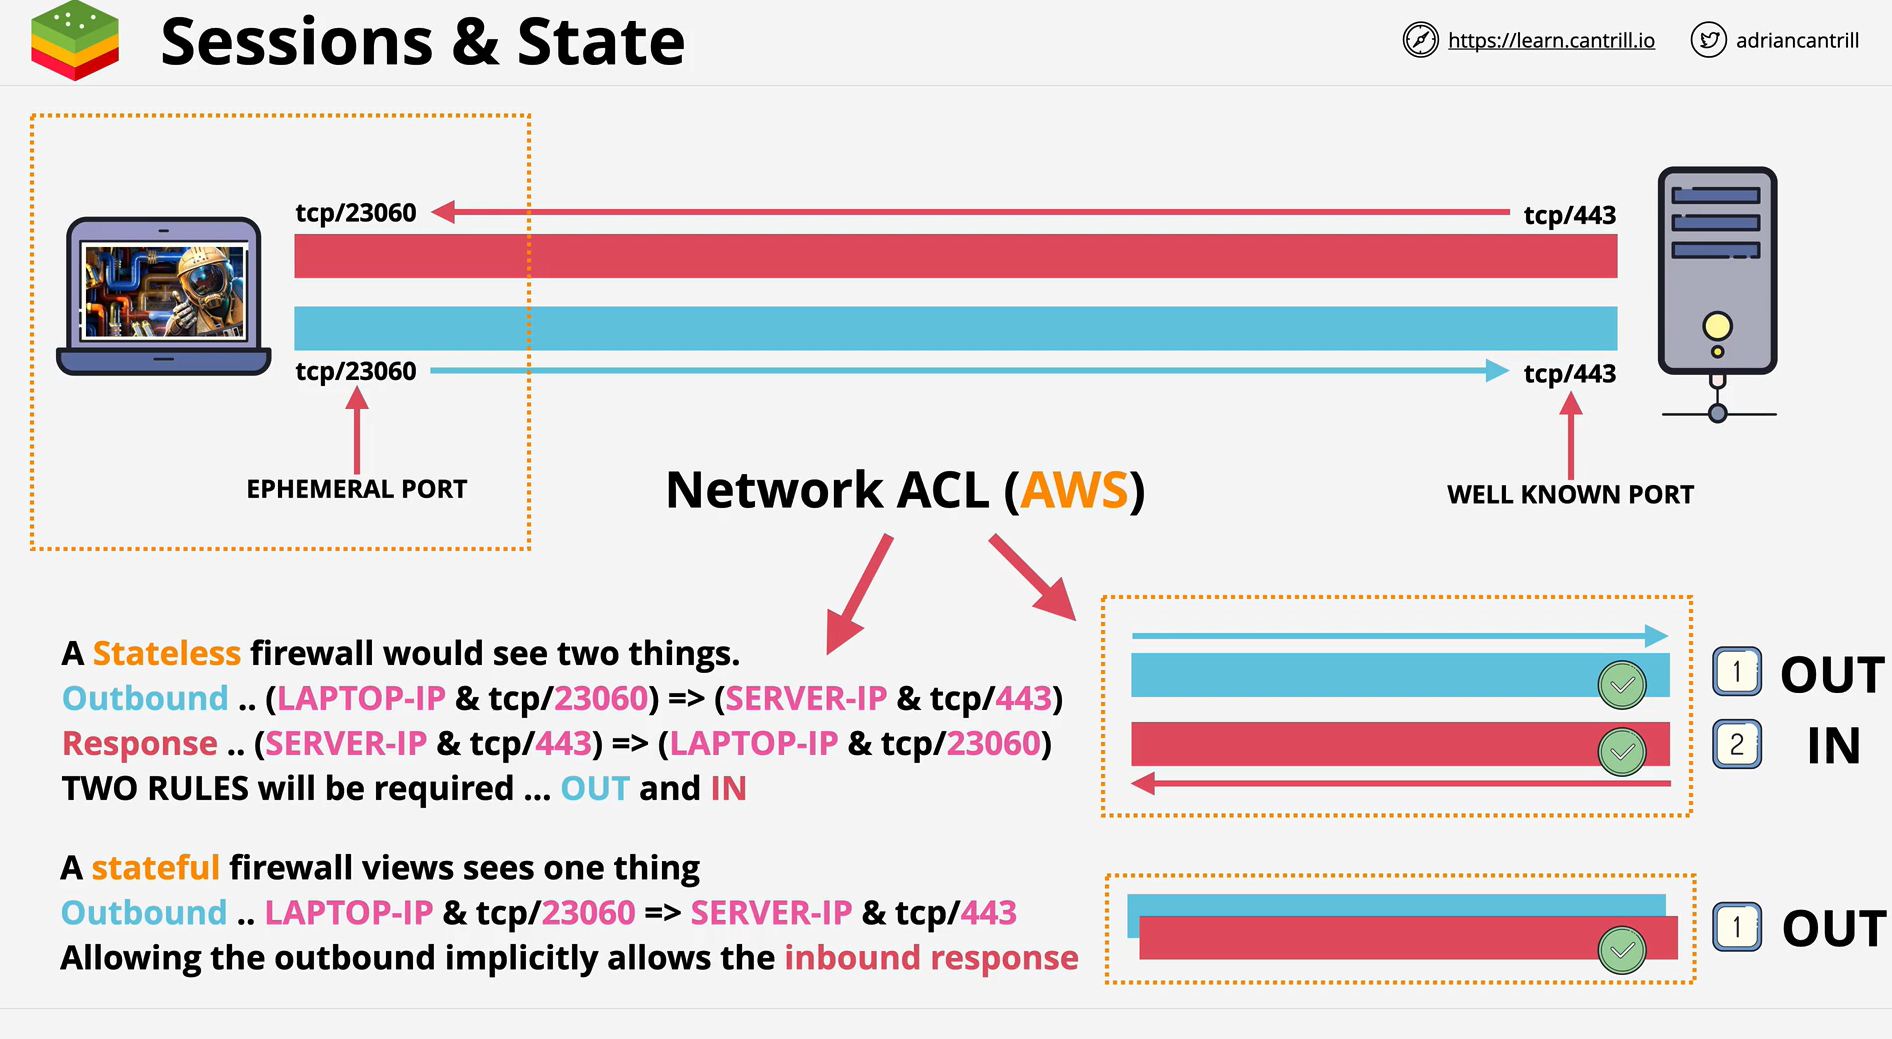 Sessions & State
https://learn.cantrill.io
adriancantrill
tcp/23060
tcp/443
tcp/23060
tcp/443
EPHEMERAL PORT
WELL KNOWN PORT
Network ACL (AWS)
A Stateless firewall would see two things.
Outbound .. (LAPTOP-IP & tcp/23060) => (SERVER-IP & tcp/443)
Response .. (SERVER-IP & tcp/443) => (LAPTOP-IP & tcp/23060)
TWO RULES will be required ... OUT and IN
1 OUT
2 IN
A stateful firewall views sees one thing
Outbound .. LAPTOP-IP & tcp/23060 => SERVER-IP & tcp/443
Allowing the outbound implicitly allows the inbound response
1 OUT